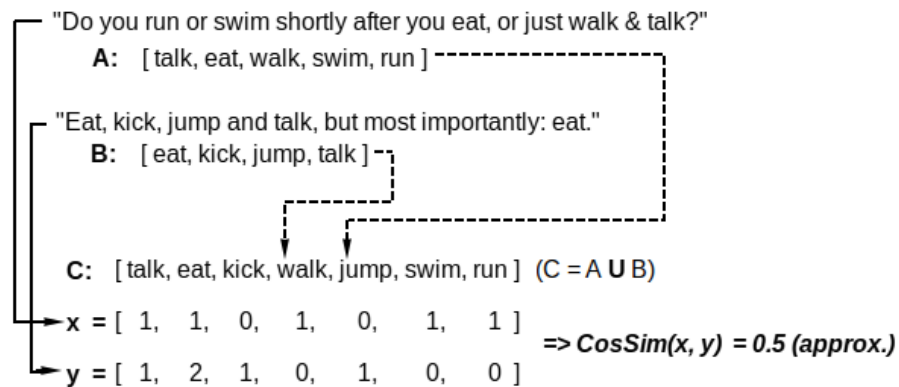 "Do you run or swim shortly after you eat, or just walk & talk?"
A: [ talk, eat, walk, swim, run ]
"Eat, kick, jump and talk, but most importantly: eat."
B: [ eat, kick, jump, talk ]
C: [ talk, eat, kick, walk, jump, swim, run ] (C = A U B)
x = [ 1, 1, 0, 1, 0, 1, 1 ]
=> CosSim(x, y) = 0.5 (approx.)
y = [ 1, 2, 1, 0, 1, 0, 0 ]